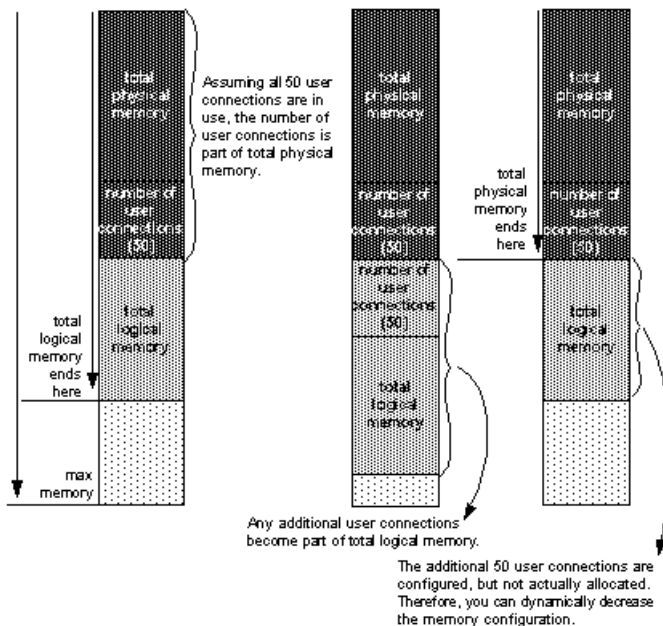 total
physical
memory
number of
user
connections
(50)
total
logical
memory
total
logical
memory
ends
here
max
memory
Assuming all 50 user
connections are in
use, the number of
user connections is
part of total physical
memory.
total
physical
memory
number of
user
connections
(50)
number of
user
connections
(50)
total
logical
memory
Any additional user connections
become part of total logical memory.
total
physical
memory
ends
here
total
physical
memory
number of
user
connections
(50)
total
logical
memory
The additional 50 user connections are
configured, but not actually allocated.
Therefore, you can dynamically decrease
the memory configuration.